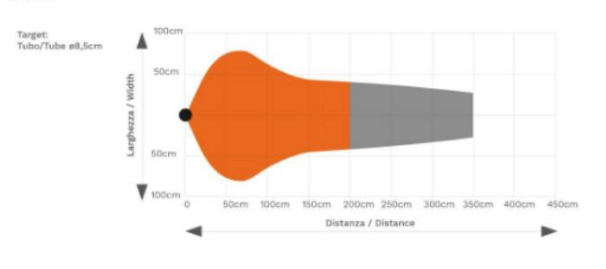 Target:
Tubo/Tube ø8,5cm
Larghezza / Width
100cm
50cm
50cm
100cm
0 50cm 100cm 150cm 200cm 250cm 300cm 350cm 400cm 450cm
Distanza / Distance